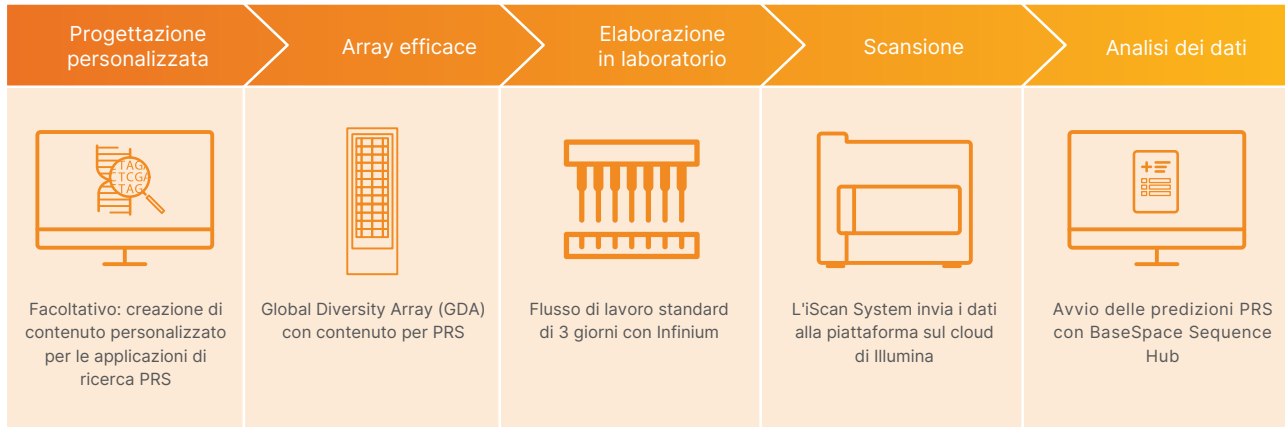 Progettazione
personalizzata
Array efficace
Elaborazione
in laboratorio
Scansione
Analisi dei dati
CTAGA
CTCGA
CTAG
Facoltativo: creazione di
contenuto personalizzato
per le applicazioni di
ricerca PRS
Global Diversity Array (GDA)
con contenuto per PRS
Flusso di lavoro standard
di 3 giorni con Infinium
L'iScan System invia i dati
alla piattaforma sul cloud
di Illumina
Avvio delle predizioni PRS
con BaseSpace Sequence
Hub